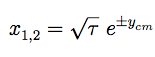 x_{1,2} = \sqrt{\tau} e^{\pm y_{cm}}